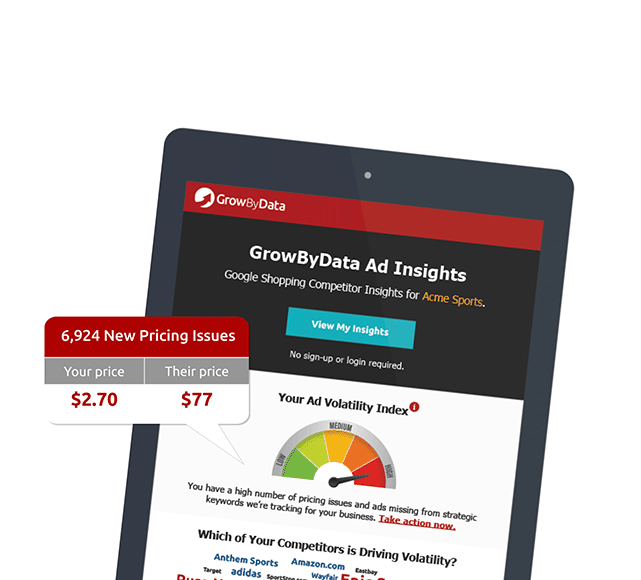 GrowByData
GrowByData Ad Insights
Google Shopping Competitor Insights for Acme Sports.
View My Insights
No sign-up or login required.
6,924 New Pricing Issues
Your price Their price
$2.70 $77
Your Ad Volatility Index i
LOW MEDIUM HIGH
You have a high number of pricing issues and ads missing from strategic
keywords we're tracking for your business. Take action now.
Which of Your Competitors is Driving Volatility?
Anthem Sports Amazon.com Eastbay
Target adidas Wayfair